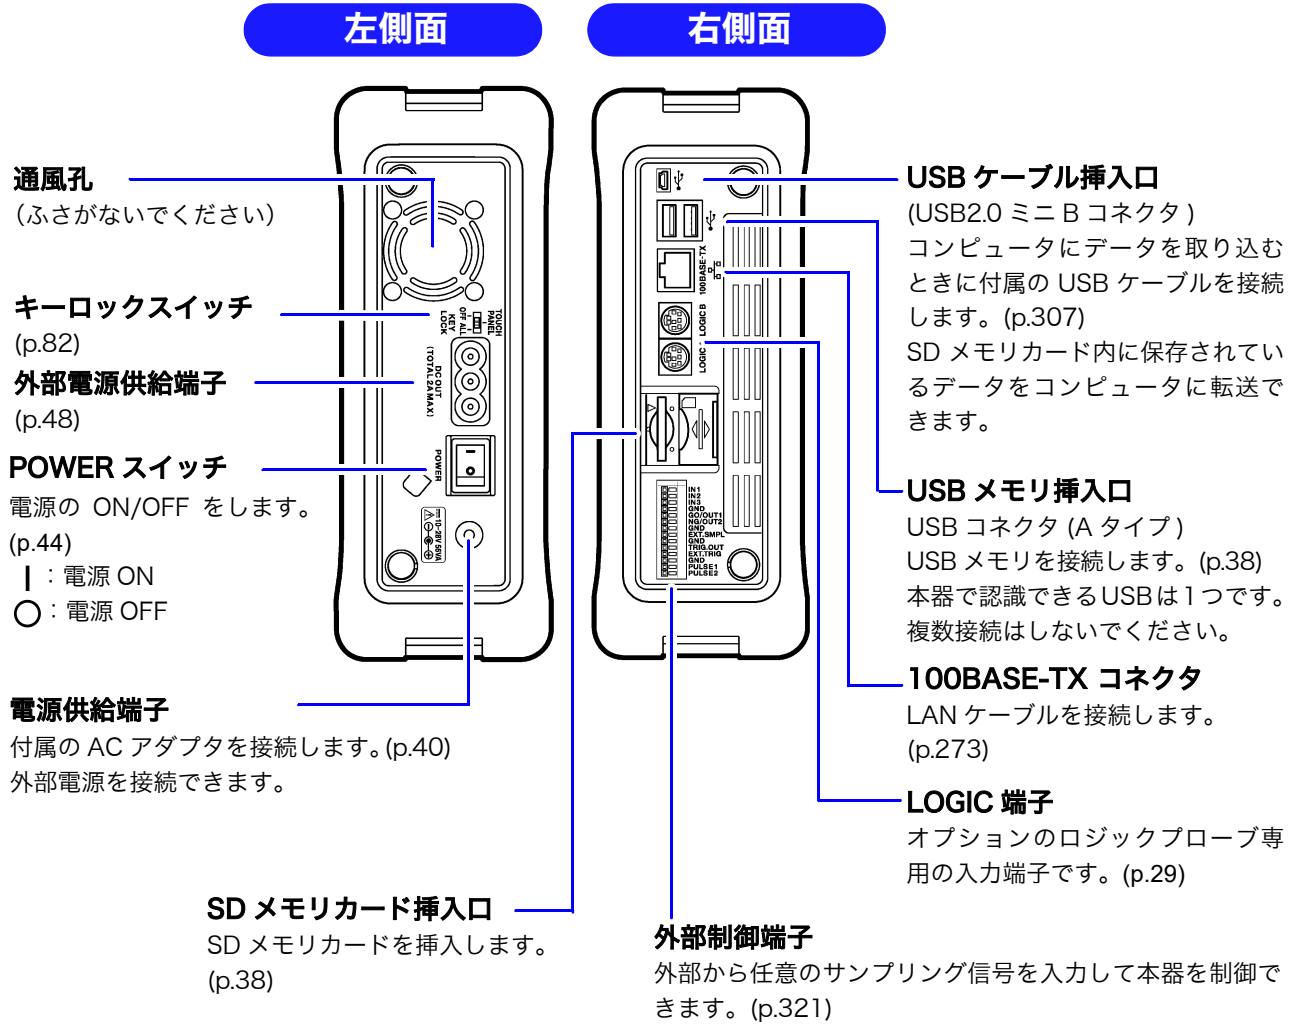 左側面
右側面
通風孔
（ふさがないでください）
キーロックスイッチ
(p.82)
外部電源供給端子
(p.48)
POWER スイッチ
電源の ON/OFF をします。
(p.44)
| ：電源 ON
○：電源 OFF
電源供給端子
付属の AC アダプタを接続します。(p.40)
外部電源を接続できます。
TOUCH
PANEL
OFF ALL
KEY
LOCK
DC OUT
(TOTAL 2A MAX)
POWER
10-28V 56VA
100BASE-TX
LOGIC B
LOGIC
IN1
IN2
IN3
GND
GO/OUT1
NG/OUT2
GND
EXT.SMPL
GND
TRIG.OUT
EXT.TRIG
GND
PULSE1
PULSE2
USB ケーブル挿入口
(USB2.0 ミニ B コネクタ )
コンピュータにデータを取り込む
ときに付属の USB ケーブルを接続
します。(p.307)
SD メモリカード内に保存されてい
るデータをコンピュータに転送で
きます。
USB メモリ挿入口
USB コネクタ (A タイプ )
USB メモリを接続します。(p.38)
本器で認識できるUSBは1つです。
複数接続はしないでください。
100BASE-TX コネクタ
LAN ケーブルを接続します。
(p.273)
LOGIC 端子
オプションのロジックプローブ専
用の入力端子です。(p.29)
SD メモリカード挿入口
SD メモリカードを挿入します。
(p.38)
外部制御端子
外部から任意のサンプリング信号を入力して本器を制御で
きます。(p.321)